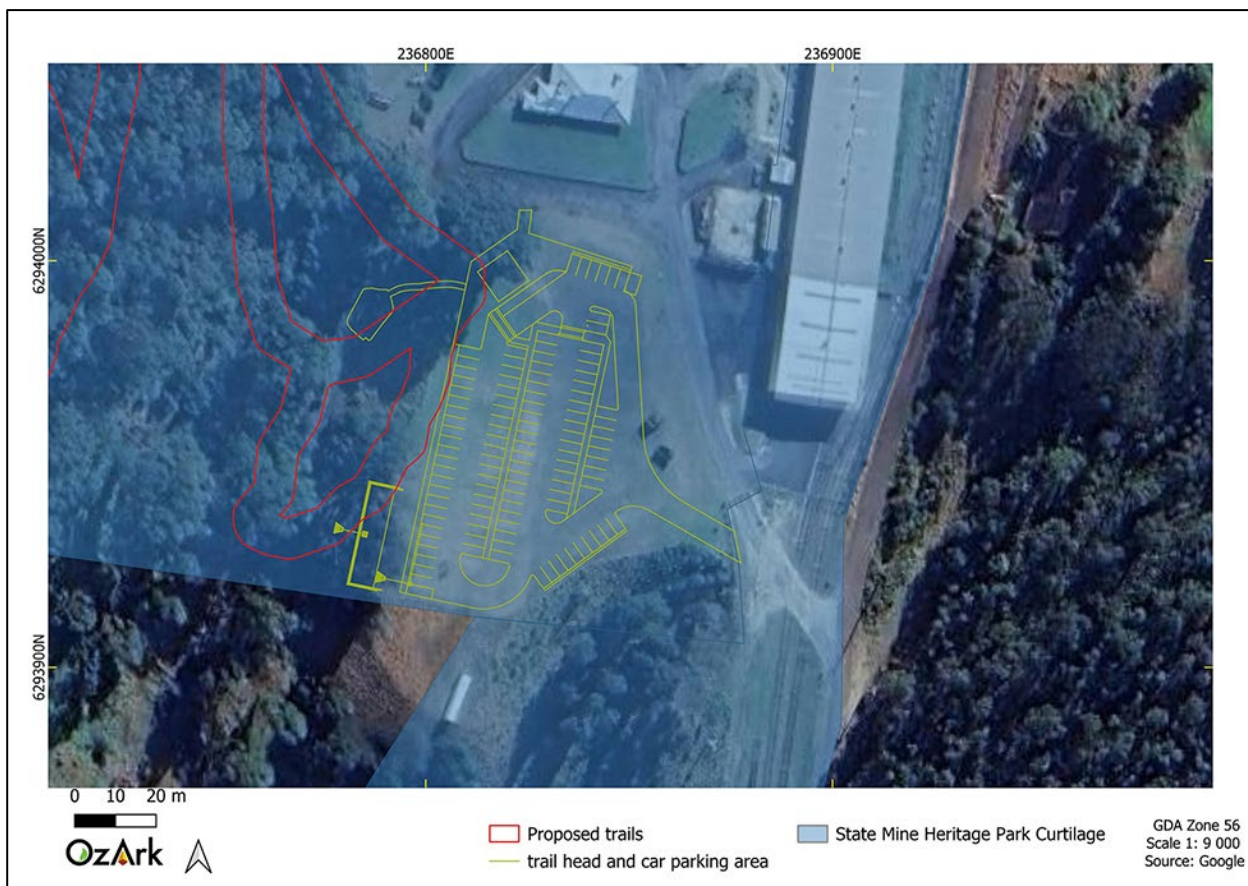 236800E
236900E
6294000N
6293900N
0 10 20 m
OzArk
Proposed trails
trail head and car parking area
State Mine Heritage Park Curtilage
GDA Zone 56
Scale 1: 9 000
Source: Google